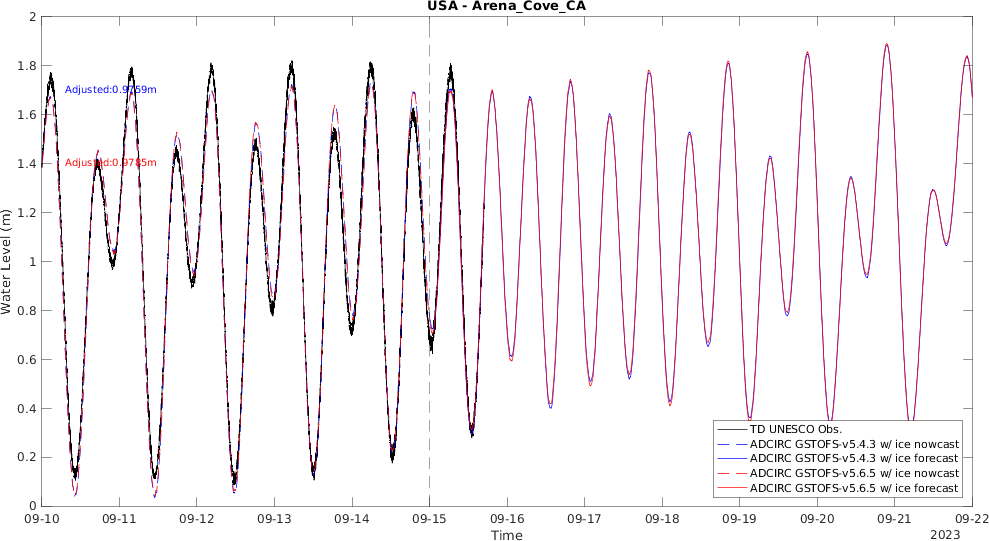 USA - Arena_Cove_CA
2
1.8
1.6
1.4
1.2
1
0.8
0.6
0.4
0.2
0
Water Level (m)
Adjusted:0.9759m
Adjusted:0.9785m
TD UNESCO Obs.
ADCIRC GSTOFS-v5.4.3 w/ ice nowcast
ADCIRC GSTOFS-v5.4.3 w/ ice forecast
ADCIRC GSTOFS-v5.6.5 w/ ice nowcast
ADCIRC GSTOFS-v5.6.5 w/ ice forecast
09-10 09-11 09-12 09-13 09-14 09-15 09-16 09-17 09-18 09-19 09-20 09-21 09-22
Time
2023